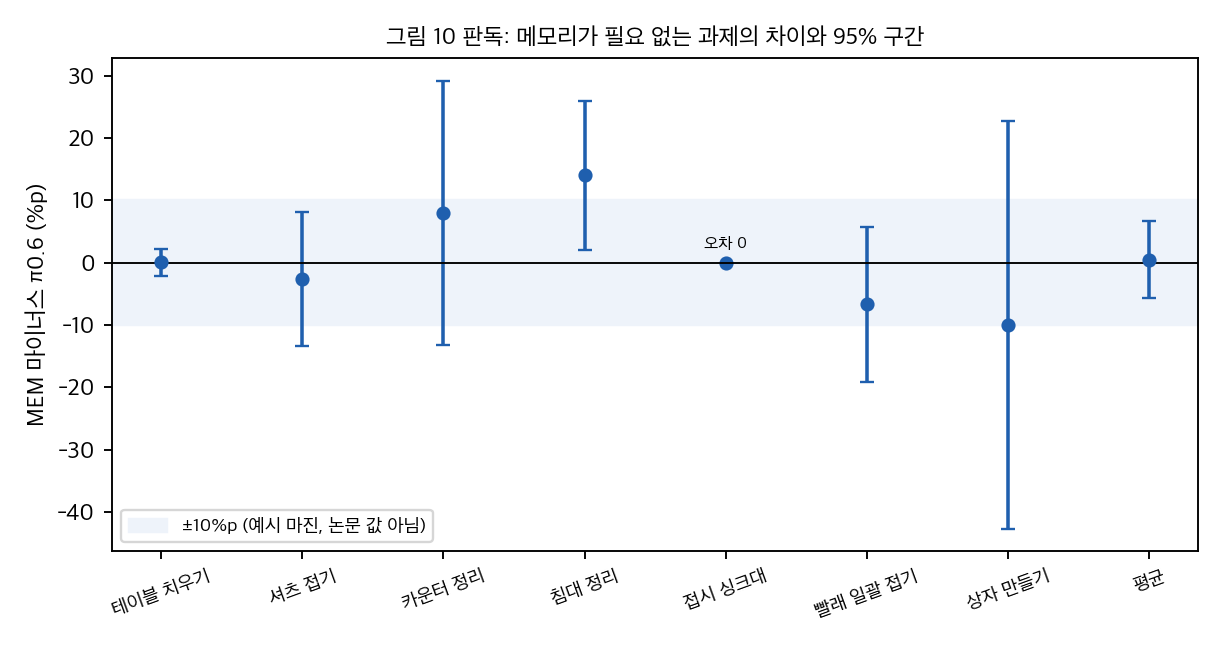 그림 10 판독: 메모리가 필요 없는 과제의 차이와 95% 구간
MEM 마이너스 π0.6 (%p)
30
20
10
0
-10
-20
-30
-40
오차 0
±10%p (예시 마진, 논문 값 아님)
테이블 치우기
셔츠 접기
카운터 정리
침대 정리
접시 싱크대
빨래 일괄 접기
상자 만들기
평균